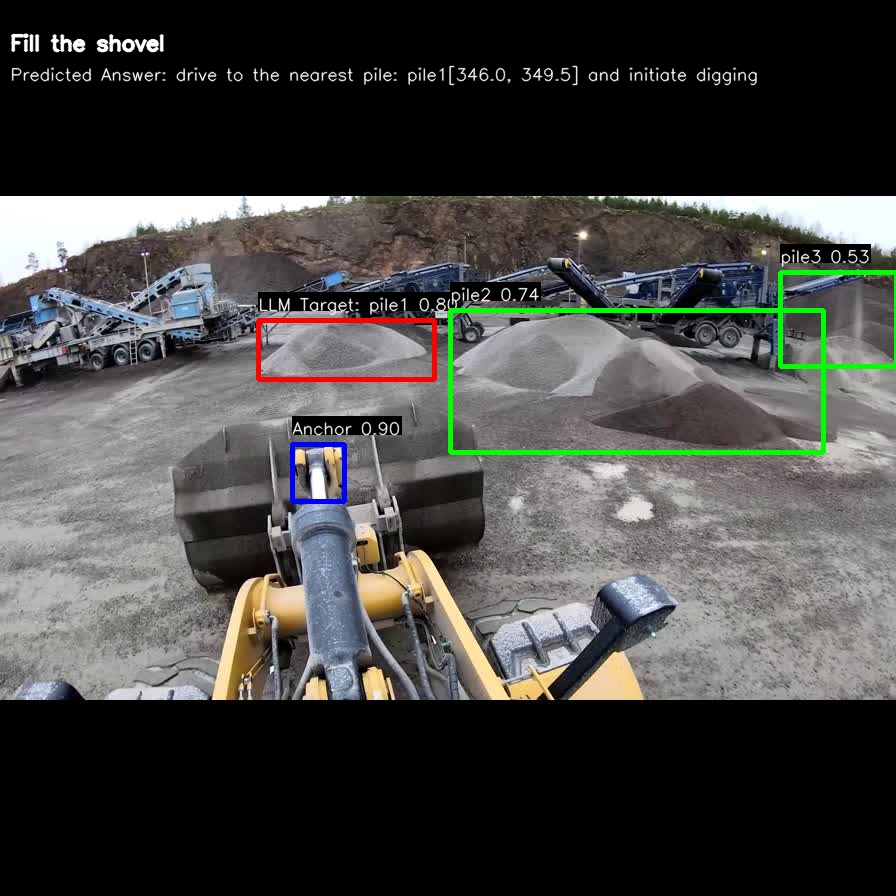 Fill the shovel
Predicted Answer: drive to the nearest pile: pile1[346.0, 349.5] and initiate digging
pile3 0.53
LLM Target: pile1 0.80
pile2 0.74
Anchor 0.90